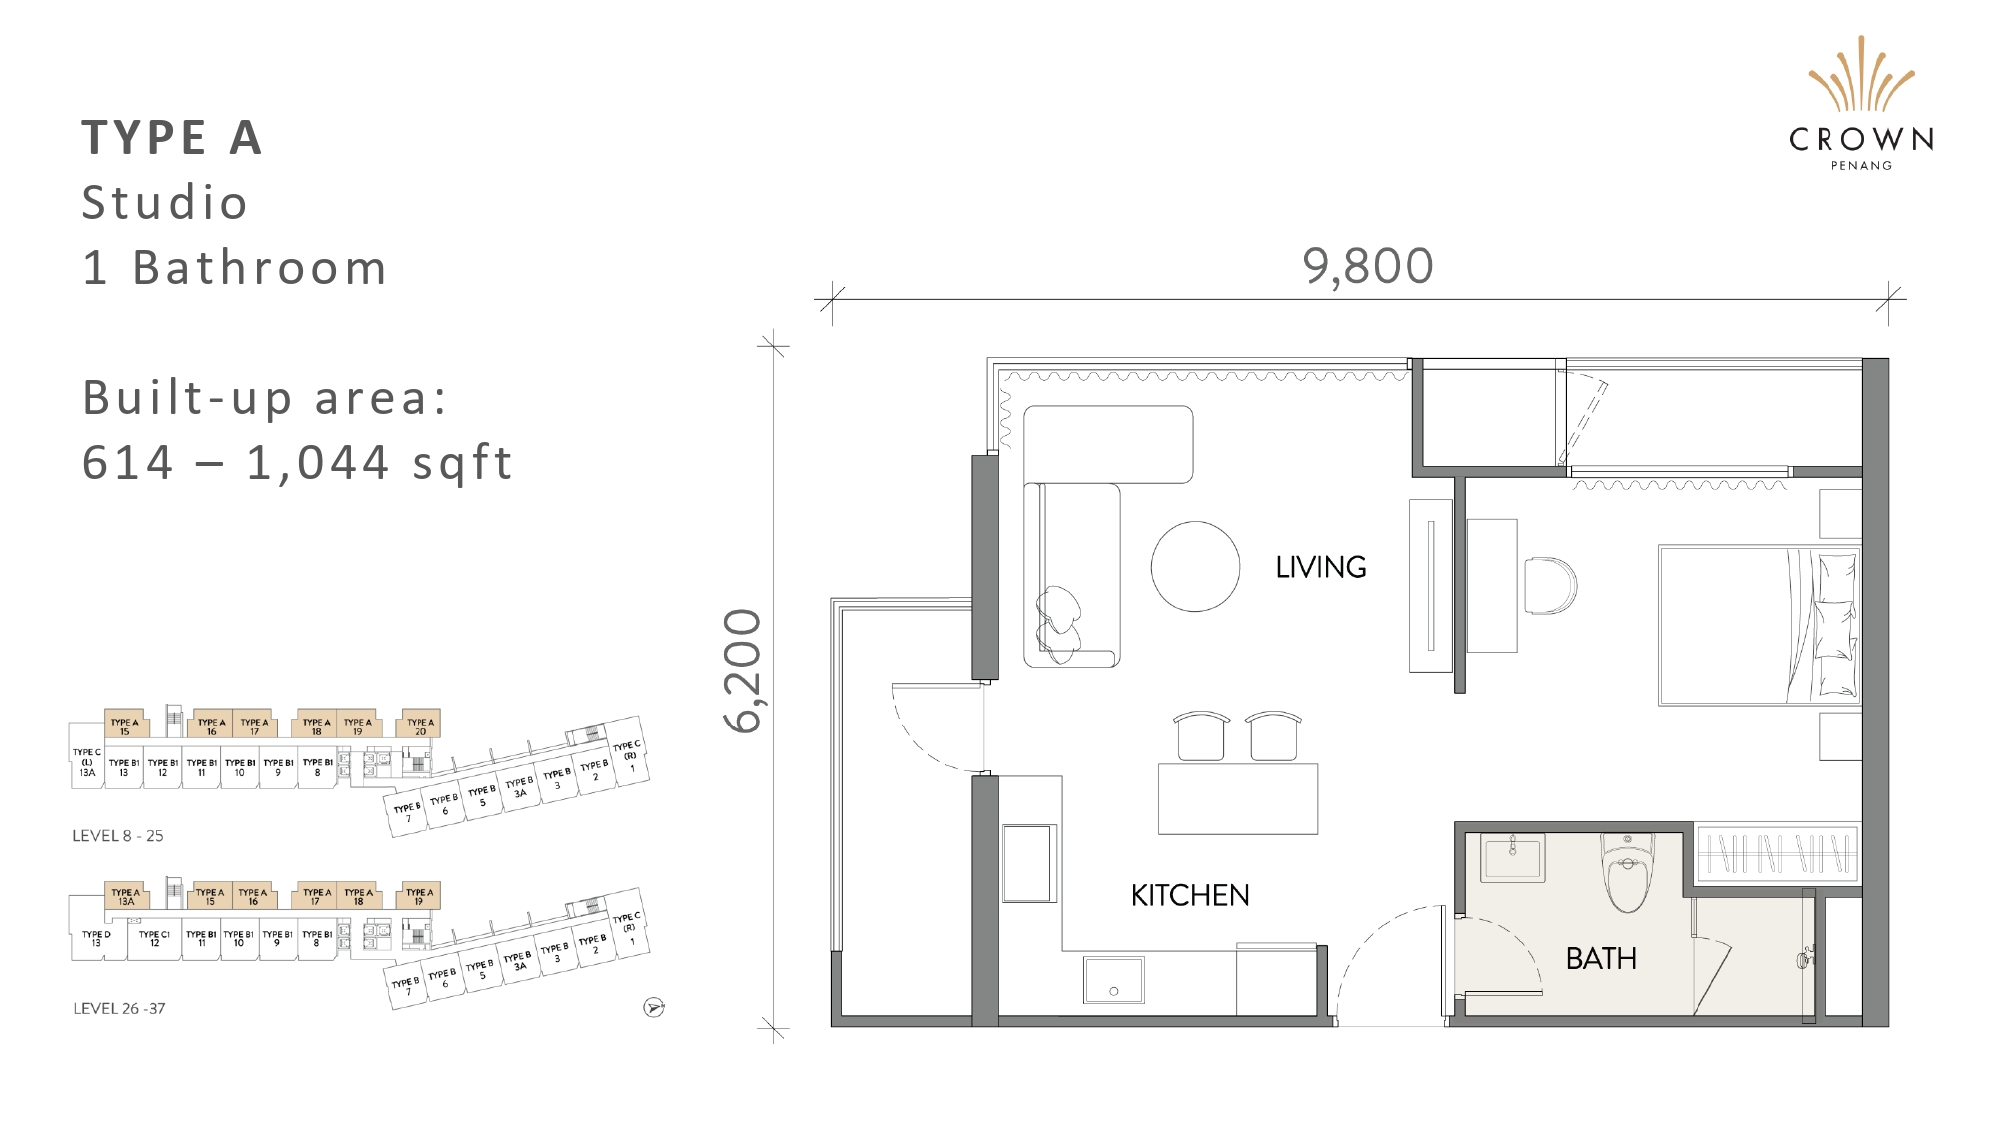 TYPE A
Studio
1 Bathroom
Built-up area:
614 – 1,044 sqft
CROWN
PENANG
9,800
6,200
LIVING
KITCHEN
BATH
TYPE A
15
TYPE A
16
TYPE A
17
TYPE A
18
TYPE A
19
TYPE A
20
TYPE C
(L)
13A
TYPE B1
13
TYPE B1
12
TYPE B1
11
TYPE B1
10
TYPE B1
9
TYPE B1
8
TYPE B
7
TYPE B
6
TYPE B
5
TYPE B
3A
TYPE B
3
TYPE B
2
TYPE C
(R)
1
LEVEL 8 - 25
TYPE A
13A
TYPE A
15
TYPE A
16
TYPE A
17
TYPE A
18
TYPE A
19
TYPE D
13
TYPE C1
12
TYPE B1
11
TYPE B1
10
TYPE B1
9
TYPE B1
8
TYPE B
7
TYPE B
6
TYPE B
5
TYPE B
3A
TYPE B
3
TYPE B
2
TYPE C
(R)
1
LEVEL 26 -37